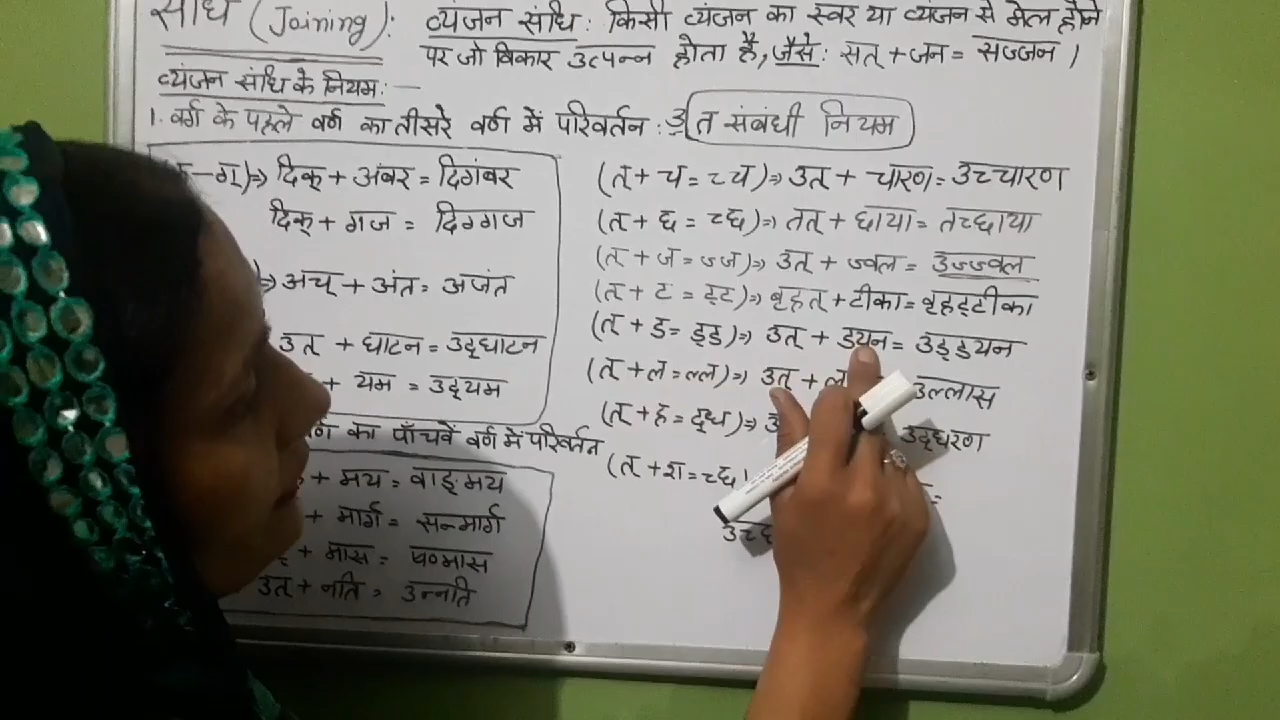 संधि (Joining): व्यंजन संधि: किसी व्यंजन का स्वर या व्यंजन से मेल होने
पर जो विकार उत्पन्न होता है, जैसे: सत् + जन = सज्जन ।
व्यंजन संधि के नियम: —
1. वर्ग के पहले वर्ण का तीसरे वर्ण में परिवर्तन:
- ग्)⇒ दिक् + अंबर = दिगंबर
दिक् + गज = दिग्गज
)⇒ अच् + अंत = अजंत
उत् + घाटन = उद्घाटन
+ यम = उद्यम
का पाँचवें वर्ण में परिवर्तन
+ मय = वाङ्मय
+ मार्ग = सन्मार्ग
+ मास = षण्मास
उत् + नति = उन्नति
3. त संबंधी नियम
(त् + च = च्च)⇒ उत् + चारण = उच्चारण
(त् + छ = च्छ)⇒ तत् + छाया = तच्छाया
(त् + ज = ज्ज)⇒ उत् + ज्वल = उज्ज्वल
(त् + ट = ट्ट)⇒ बृहत् + टीका = बृहट्टीका
(त् + ड = ड्ड)⇒ उत् + डयन = उड्डयन
(त् + ल = ल्ल)⇒ उत् + ल उल्लास
(त् + ह = द्ध)⇒ उ उद्धरण
(त् + श = च्छ) =
उच्छ